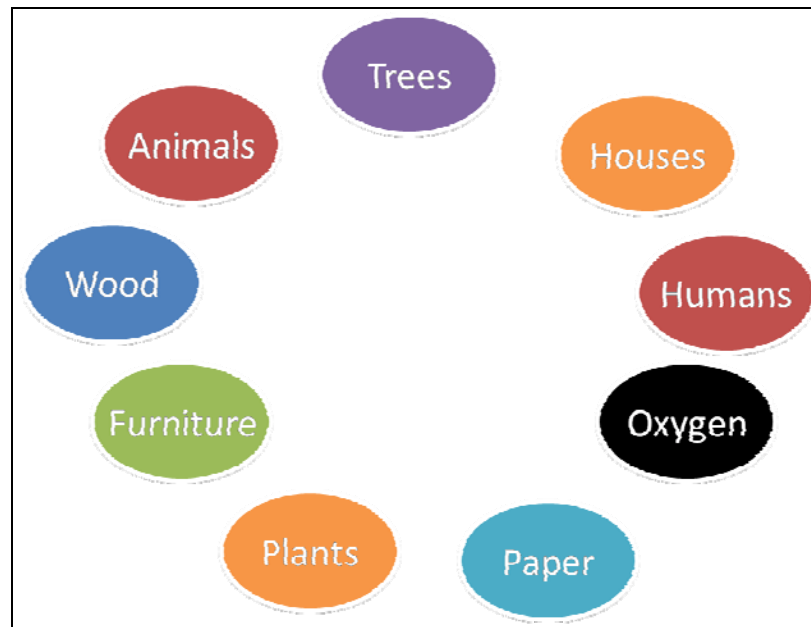 Trees
Animals
Houses
Wood
Humans
Furniture
Oxygen
Plants
Paper